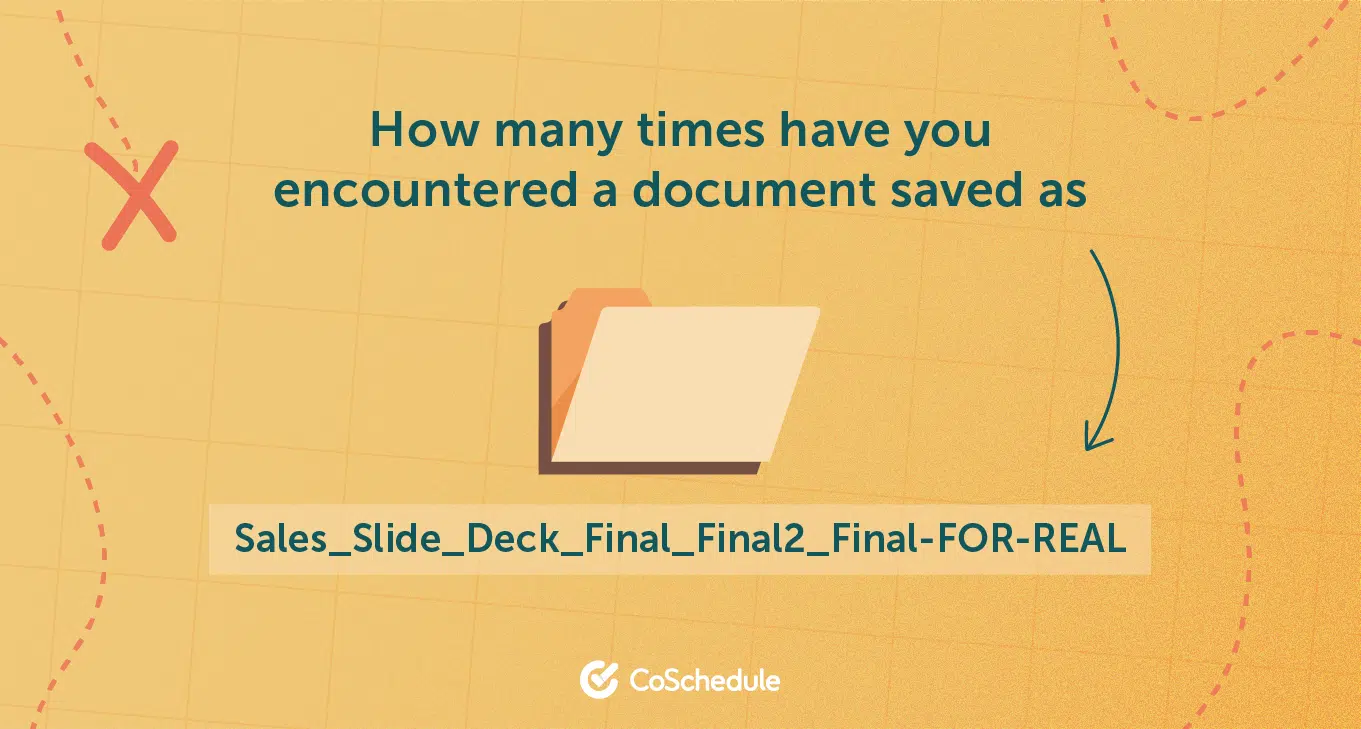 How many times have you
encountered a document saved as
Sales_Slide_Deck_Final_Final2_Final-FOR-REAL
CoSchedule